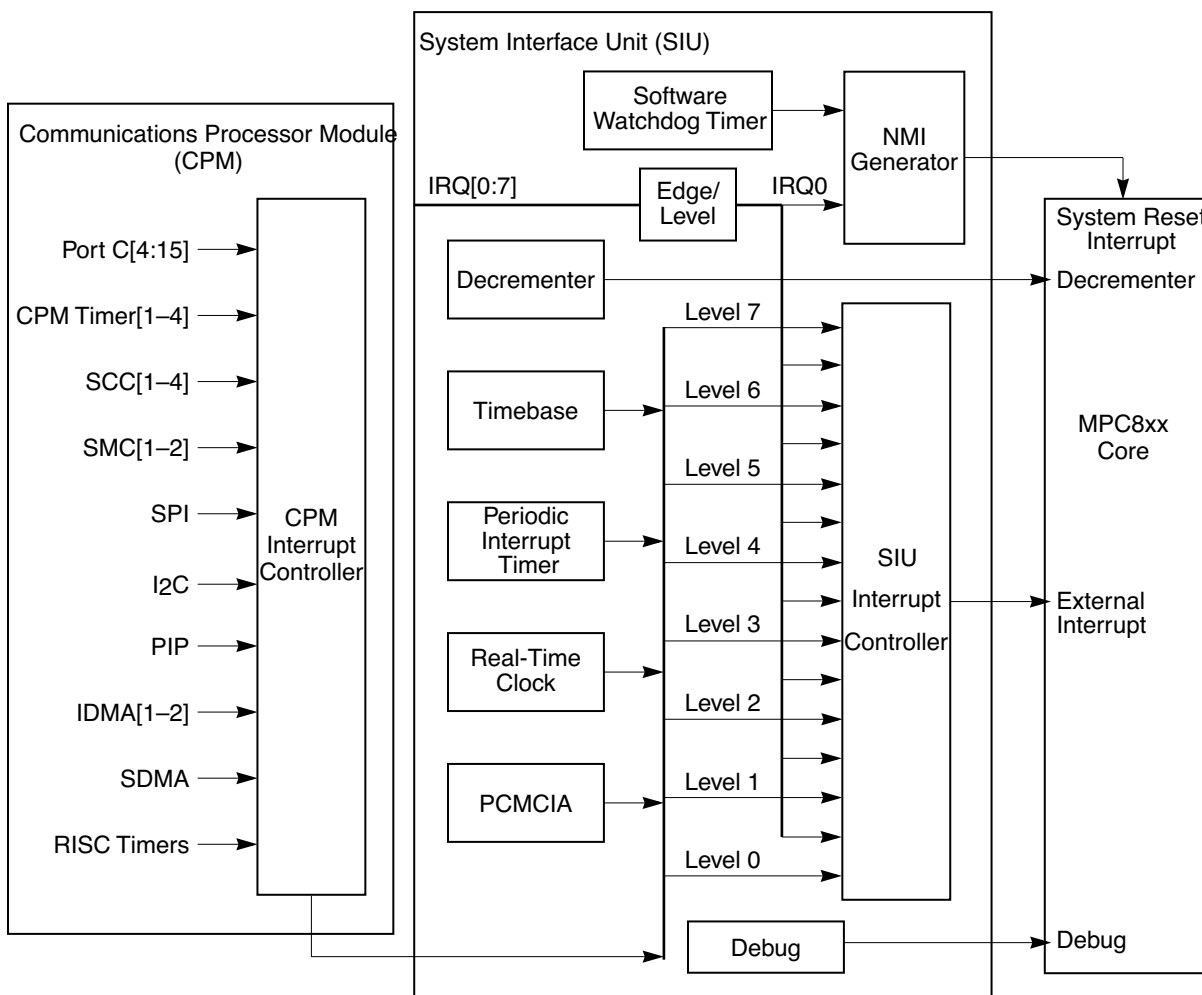 System Interface Unit (SIU)
Software
Watchdog Timer
NMI
Generator
Communications Processor Module
(CPM)
IRQ[0:7]
Edge/
Level
IRQ0
System Reset
Interrupt
Port C[4:15]
CPM Timer[1–4]
SCC[1–4]
SMC[1–2]
SPI
I2C
PIP
IDMA[1–2]
SDMA
RISC Timers
CPM
Interrupt
Controller
Decrementer
Decrementer
Timebase
Periodic
Interrupt
Timer
Real-Time
Clock
PCMCIA
Level 7
Level 6
Level 5
Level 4
Level 3
Level 2
Level 1
Level 0
SIU
Interrupt
Controller
MPC8xx
Core
External
Interrupt
Debug
Debug